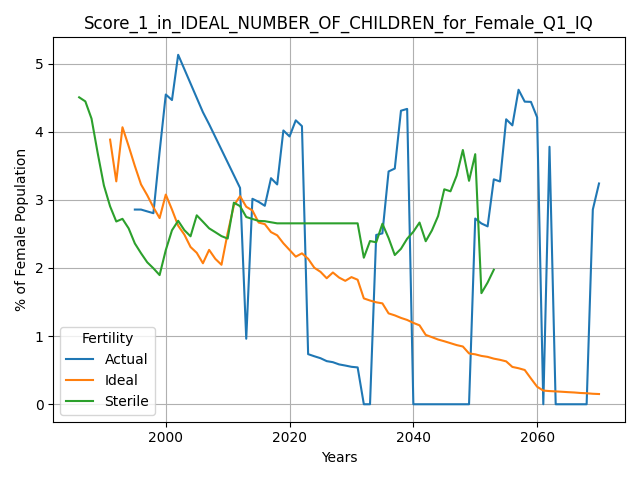 Score_1_in_IDEAL_NUMBER_OF_CHILDREN_for_Female_Q1_IQ
% of Female Population
5
4
3
2
1
0
Fertility
Actual
Ideal
Sterile
2000
2020
2040
2060
Years